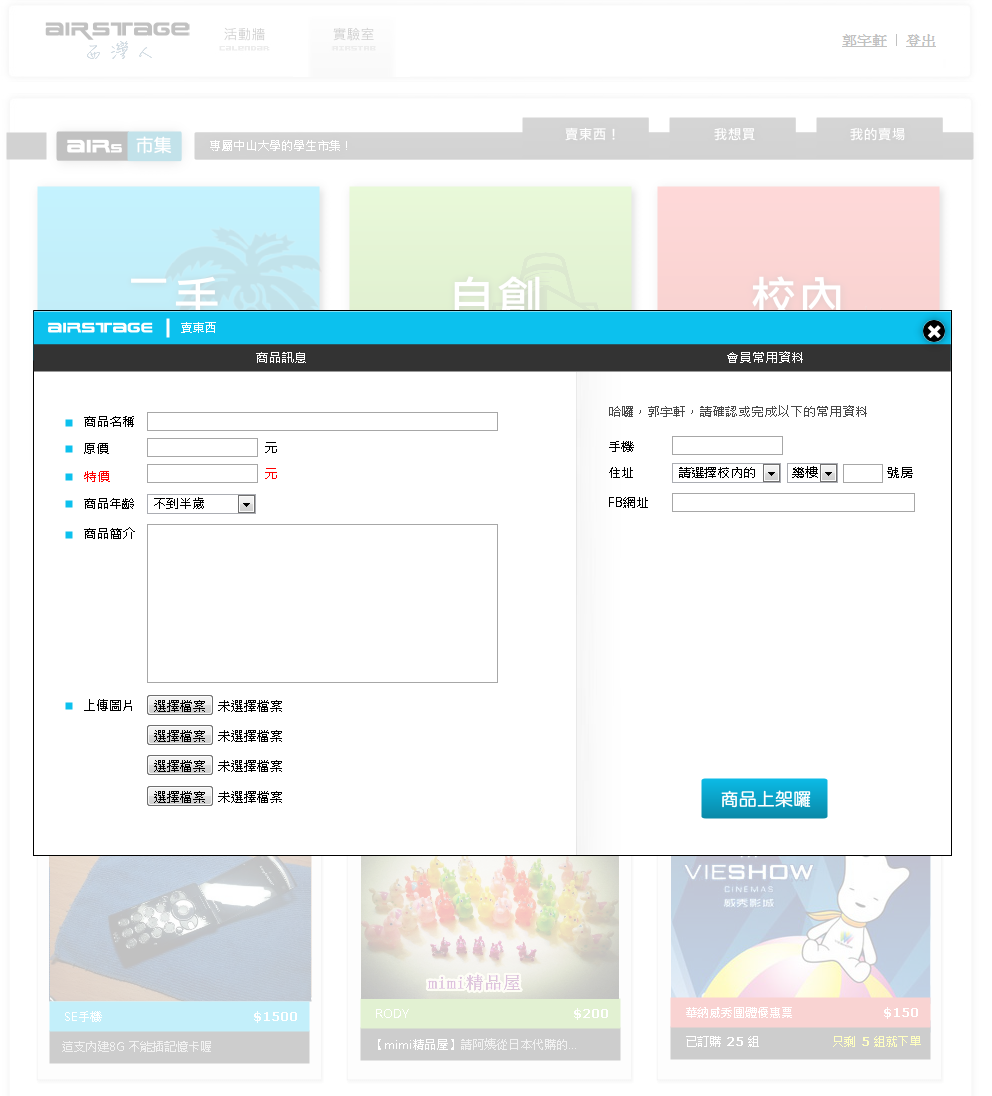 AIRSTAGE
西灣人
活動牆
CALENDAR
實驗室
郭宇軒 | 登出
AIRs 市集
專屬中山大學的學生市集！
賣東西！
我想買
我的賣場
二手
自創
校內
AIRSTAGE | 賣東西
商品訊息
會員常用資料
商品名稱
原價 元
特價 元
商品年齡 不到半歲
商品簡介
上傳圖片 選擇檔案 未選擇檔案
選擇檔案 未選擇檔案
選擇檔案 未選擇檔案
選擇檔案 未選擇檔案
哈囉，郭宇軒，請確認或完成以下的常用資料
手機
住址 請選擇校內的 幾樓 號房
FB網址
商品上架囉
SE手機 $1500
這支內建8G 不能插記憶卡喔
mimi精品屋
RODY $200
【mimi精品屋】請阿姨從日本代購的...
VIESHOW
CINEMAS
威秀影城
華納威秀團體優惠票 $150
已訂購 25 組 只剩 5 組就下單